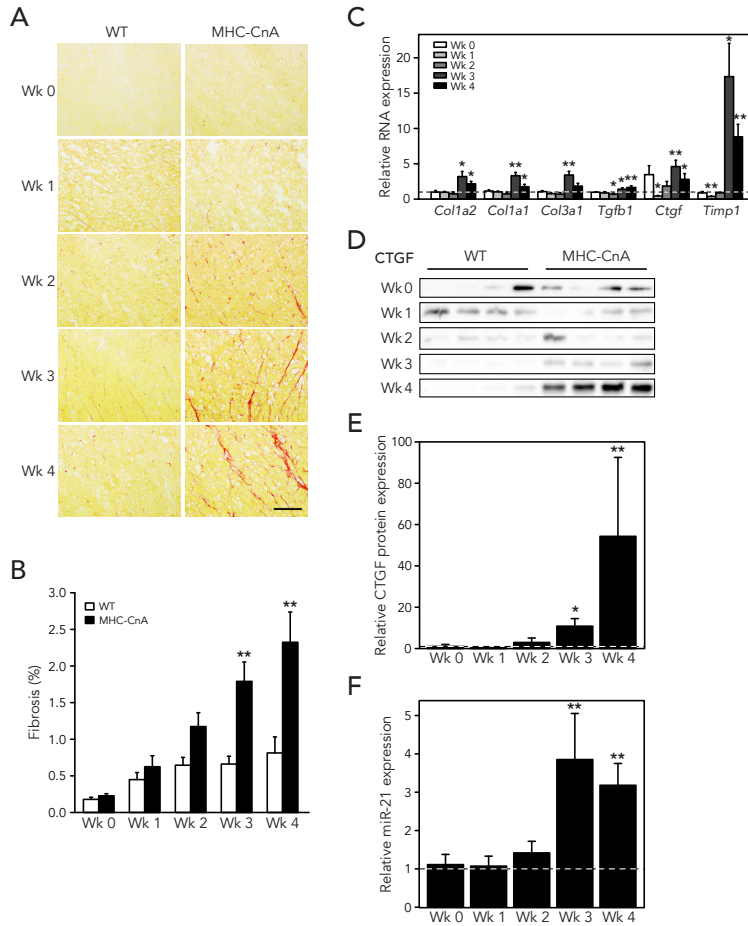 A
WT MHC-CnA
Wk 0
Wk 1
Wk 2
Wk 3
Wk 4
B
WT
MHC-CnA
Fibrosis (%)
3.0
2.5
2.0
1.5
1.0
0.5
0.0
** **
Wk 0 Wk 1 Wk 2 Wk 3 Wk 4
C
Relative RNA expression
20
15
10
5
0
Wk 0
Wk 1
Wk 2
Wk 3
Wk 4
* * ** * ** * * ** * ** * ** * **
Col1a2 Col1a1 Col3a1 Tgfb1 Ctgf Timp1
D
CTGF WT MHC-CnA
Wk 0
Wk 1
Wk 2
Wk 3
Wk 4
E
Relative CTGF protein expression
100
80
60
40
20
0
* **
Wk 0 Wk 1 Wk 2 Wk 3 Wk 4
F
Relative miR-21 expression
5
4
3
2
1
0
** **
Wk 0 Wk 1 Wk 2 Wk 3 Wk 4